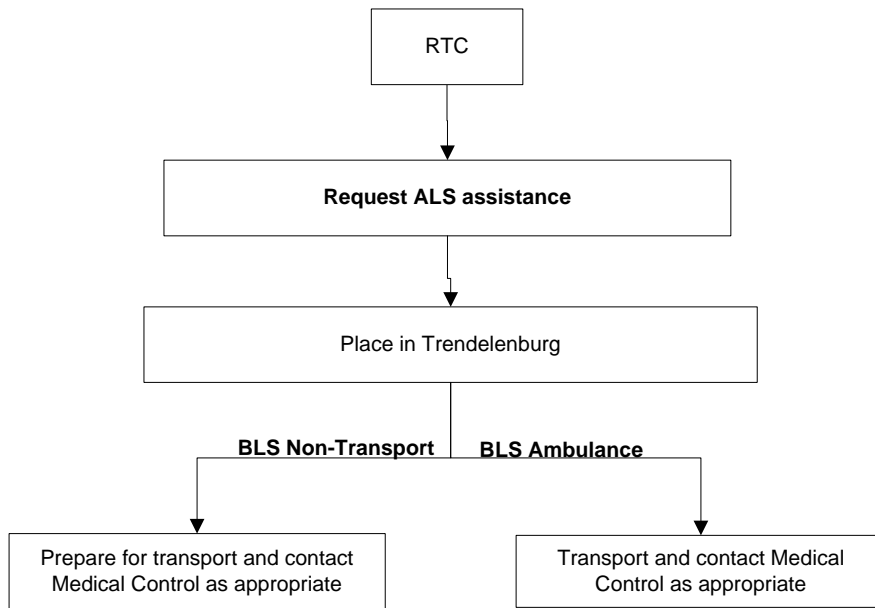 RTC
Request ALS assistance
Place in Trendelenburg
BLS Non-Transport
BLS Ambulance
Prepare for transport and contact
Medical Control as appropriate
Transport and contact Medical
Control as appropriate